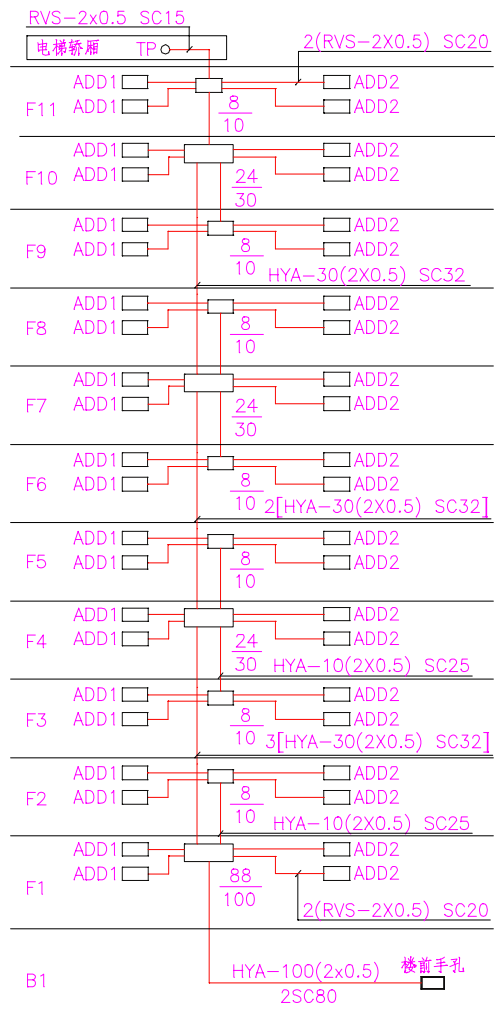 RVS-2x0.5 SC15
电梯轿厢 TP
2(RVS-2X0.5) SC20
ADD1 ADD2
F11 ADD1 ADD2
8
10
ADD1 ADD2
F10 ADD1 ADD2
24
30
ADD1 ADD2
F9 ADD1 ADD2
8
10
HYA-30(2X0.5) SC32
ADD1 ADD2
F8 ADD1 ADD2
8
10
ADD1 ADD2
F7 ADD1 ADD2
24
30
ADD1 ADD2
F6 ADD1 ADD2
8
10
2[HYA-30(2X0.5) SC32]
ADD1 ADD2
F5 ADD1 ADD2
8
10
ADD1 ADD2
F4 ADD1 ADD2
24
30
HYA-10(2X0.5) SC25
ADD1 ADD2
F3 ADD1 ADD2
8
10
3[HYA-30(2X0.5) SC32]
ADD1 ADD2
F2 ADD1 ADD2
8
10
HYA-10(2X0.5) SC25
ADD1 ADD2
F1 ADD1 ADD2
88
100
2(RVS-2X0.5) SC20
B1
HYA-100(2x0.5)
2SC80
楼前手孔